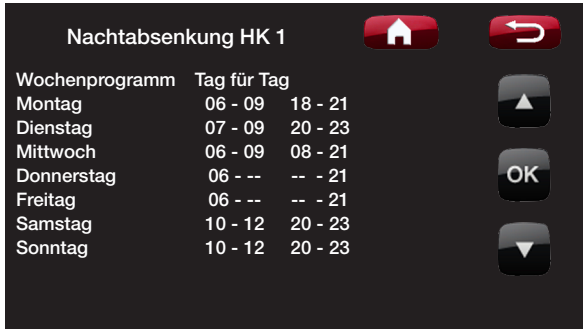 Nachtabsenkung HK 1
Wochenprogramm Tag für Tag
Montag 06 - 09 18 - 21
Dienstag 07 - 09 20 - 23
Mittwoch 06 - 09 08 - 21
Donnerstag 06 - -- -- - 21
Freitag 06 - -- -- - 21
Samstag 10 - 12 20 - 23
Sonntag 10 - 12 20 - 23
OK